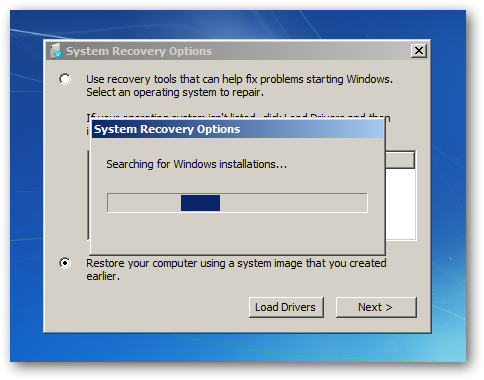 System Recovery Options
Use recovery tools that can help fix problems starting Windows.
Select an operating system to repair.
If your operating system isn't listed, click Load Drivers and then
i
System Recovery Options
Searching for Windows installations...
Restore your computer using a system image that you created
earlier.
Load Drivers
Next >